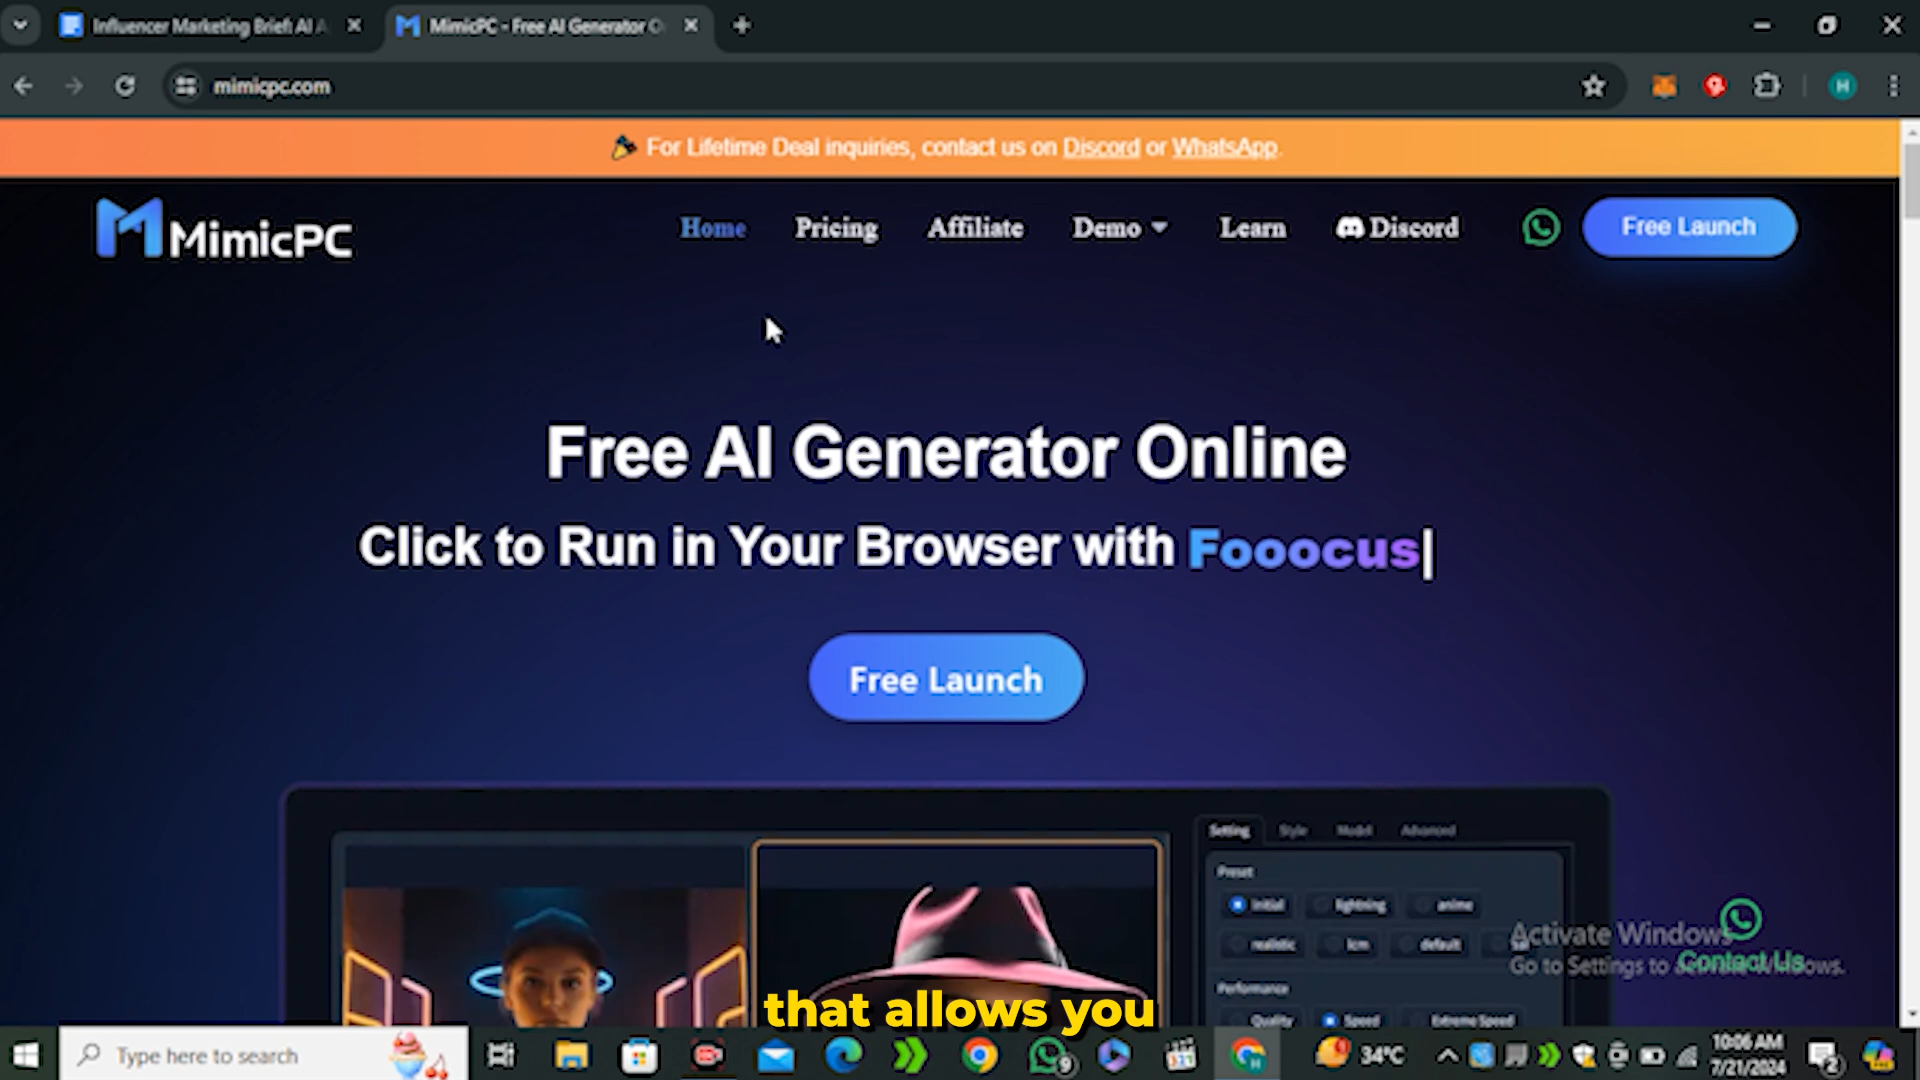 Influencer Marketing Brief: AI A
MimicPC - Free AI Generator O
mimicpc.com
H
For Lifetime Deal inquiries, contact us on Discord or WhatsApp.
MimicPC
Home
Pricing
Affiliate
Demo
Learn
Discord
Free Launch
Free AI Generator Online
Click to Run in Your Browser with Fooocus|
Free Launch
Setting Style Model Advanced
Preset
Initial lightning anime
realistic lcm default
Performance
Quality Speed Extreme Speed
Activate Windows
Go to Settings to activate Windows.
Contact Us
that allows you
Type here to search
9
34°C
10:06 AM
7/21/2024
2